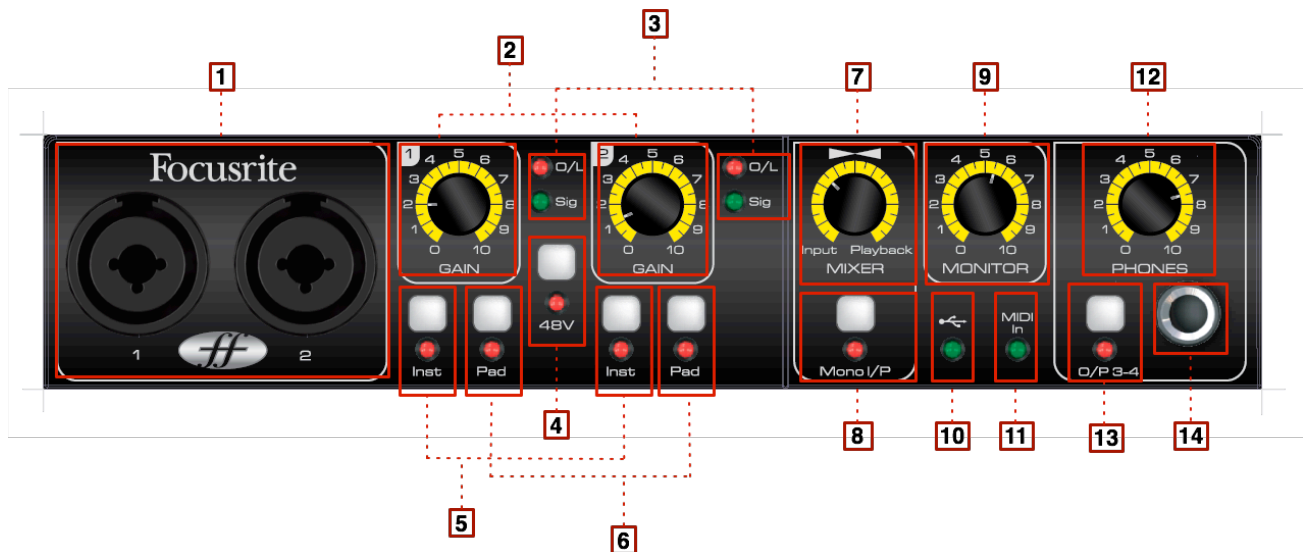 2
3
1
7
9
12
Focusrite
1 2
ff
1
0 1 2 3 4 5 6 7 8 9 10
GAIN
O/L
Sig
48V
2
0 1 2 3 4 5 6 7 8 9 10
GAIN
O/L
Sig
Inst
Pad
Inst
Pad
Input Playback
MIXER
0 1 2 3 4 5 6 7 8 9 10
MONITOR
0 1 2 3 4 5 6 7 8 9 10
PHONES
Mono I/P
MIDI
In
O/P 3-4
4
8
10
11
13
14
5
6